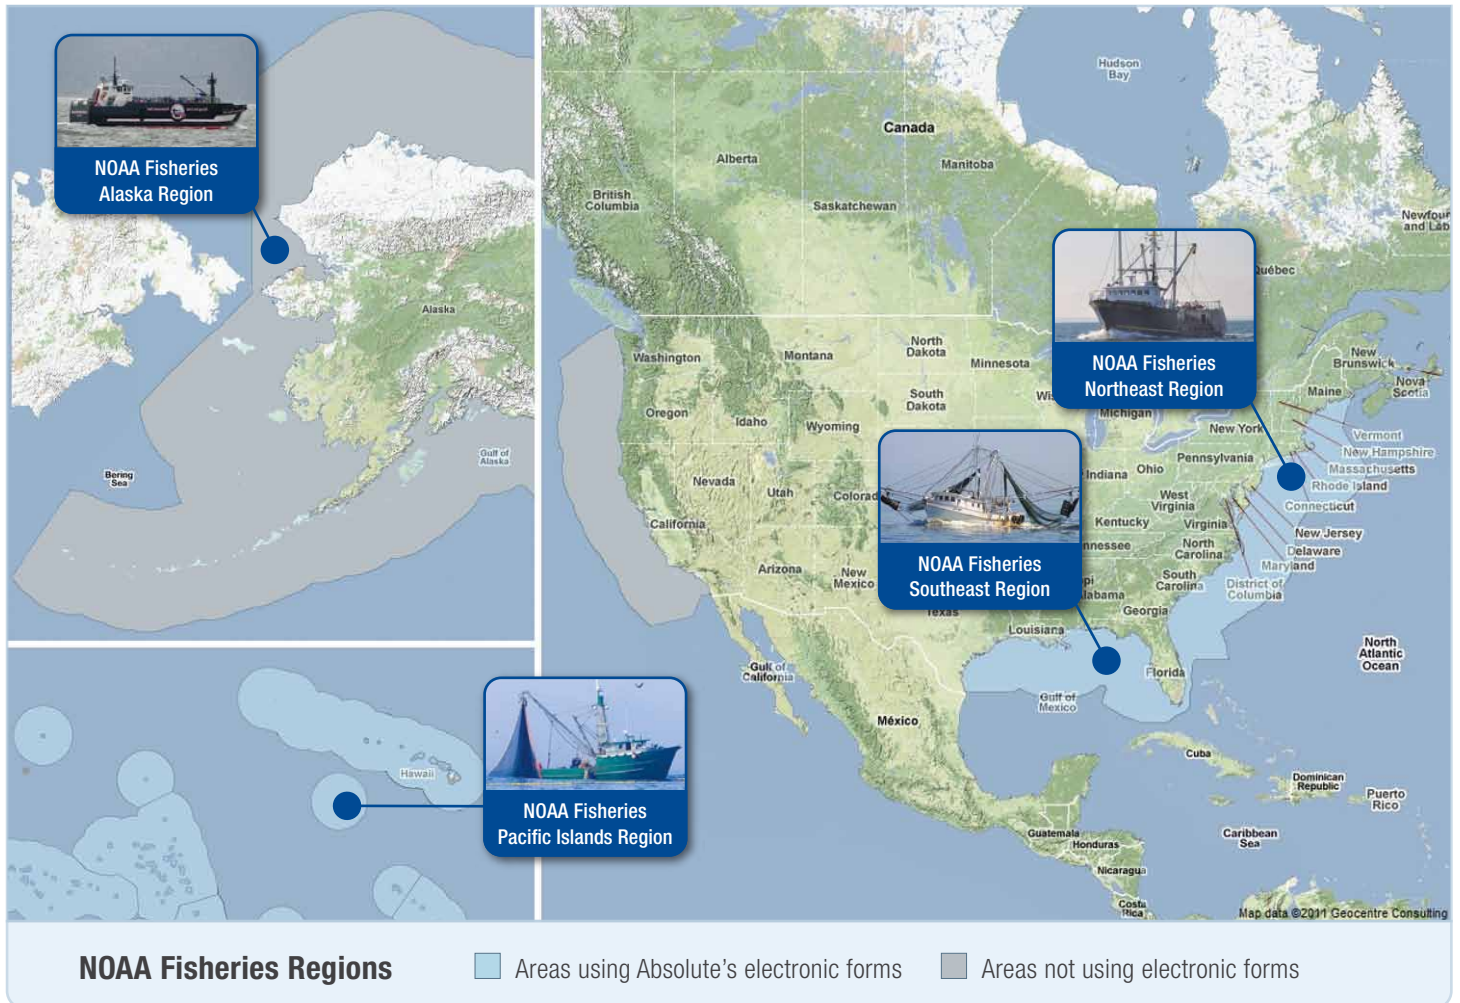 NOAA Fisheries
Alaska Region
Alaska
Gulf of
Alaska
Bering
Sea
Hawaii
NOAA Fisheries
Pacific Islands Region
Hudson
Bay
Canada
Alberta
Manitoba
British
Columbia
Saskatchewan
Newfoun
and Lab
Québec
NOAA Fisheries
Northeast Region
Washington
Montana
North
Dakota
Minnesota
New
Brunswick
Nova
Scotia
Maine
Oregon
Idaho
South
Dakota
Wis
Michigan
Wyoming
New York
Vermont
New Hampshire
Massachusetts
Rhode Island
Connecticut
New Jersey
Delaware
Maryland
District of
Columbia
Pennsylvania
Indiana
Ohio
Nevada
Utah
Colorad
West
Virginia
Kentucky
Virginia
California
nnessee
North
Carolina
Arizona
New
Mexico
NOAA Fisheries
Southeast Region
pi
labama
South
Carolina
Georgia
Texas
Louisiana
North
Atlantic
Ocean
Gulf of
California
Florida
Gulf of
Mexico
México
Cuba
Dominican
Republic
Puerto
Rico
Guatemala
Honduras
Caribbean
Sea
Nicaragua
Costa
Rica
Map data ©2011 Geocentre Consulting
NOAA Fisheries Regions
Areas using Absolute's electronic forms
Areas not using electronic forms